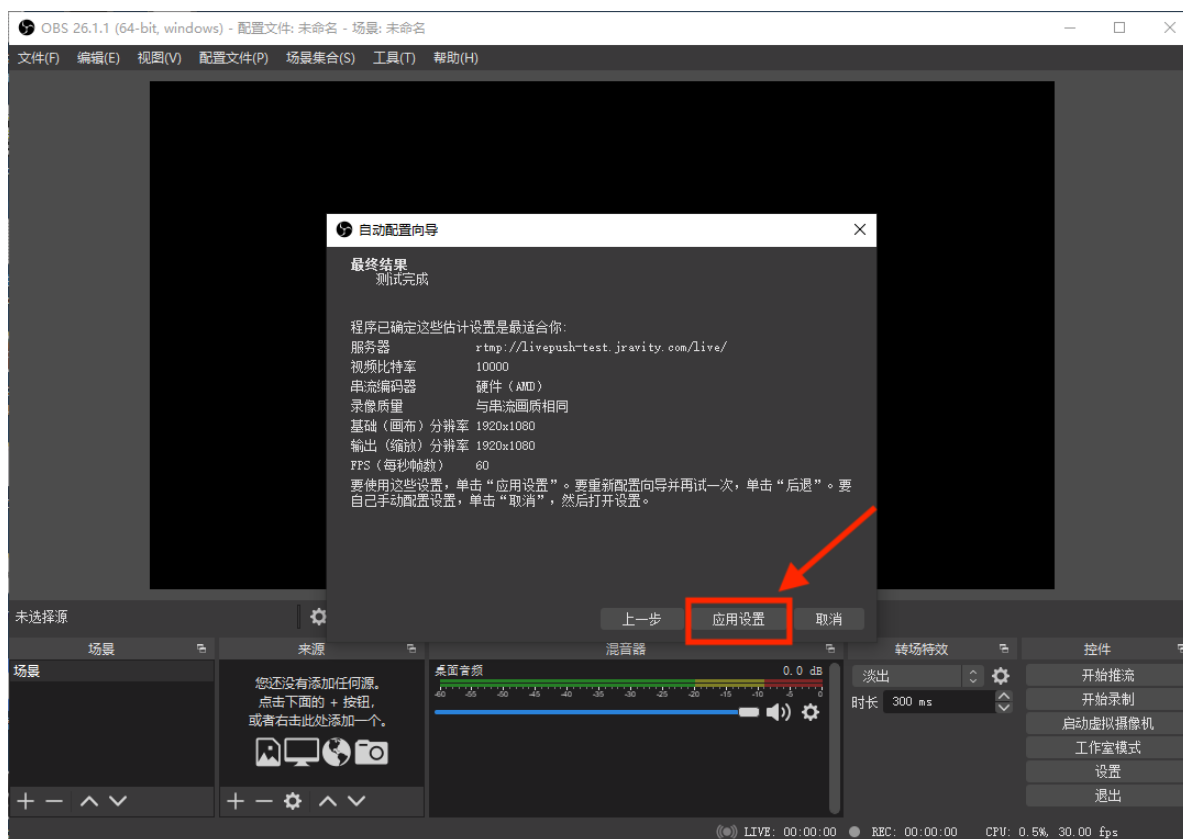 OBS 26.1.1 (64-bit, windows) - 配置文件: 未命名 - 场景: 未命名
文件(F) 编辑(E) 视图(V) 配置文件(P) 场景集合(S) 工具(T) 帮助(H)
自动配置向导
最终结果
测试完成
程序已确定这些估计设置是最适合你:
服务器 rtmp://livepush-test.jravity.com/live/
视频比特率 10000
串流编码器 硬件（AMD）
录像质量 与串流画质相同
基础（画布）分辨率 1920x1080
输出（缩放）分辨率 1920x1080
FPS（每秒帧数） 60
要使用这些设置，单击“应用设置”。要重新配置向导并再试一次，单击“后退”。要
自己手动配置设置，单击“取消”，然后打开设置。
上一步 应用设置 取消
未选择源
场景 来源 混音器 转场特效 控件
场景
您还没有添加任何源。
点击下面的 + 按钮，
或者右击此处添加一个。
桌面音频 0.0 dB
-60 -55 -50 -45 -40 -35 -30 -25 -20 -15 -10 -5 0
淡出
时长 300 ms
开始推流
开始录制
启动虚拟摄像机
工作室模式
设置
退出
LIVE: 00:00:00 REC: 00:00:00 CPU: 0.5%, 30.00 fps